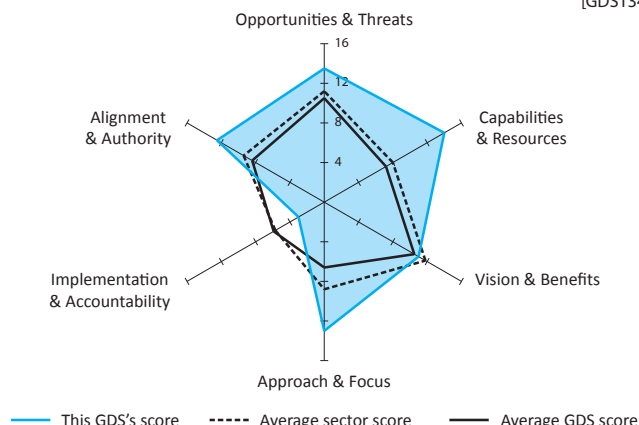 [GDS134
Opportunities & Threats
16
12
8
4
Alignment
& Authority
Capabilities
& Resources
Implementation
& Accountability
Vision & Benefits
Approach & Focus
This GDS's score
Average sector score
Average GDS score